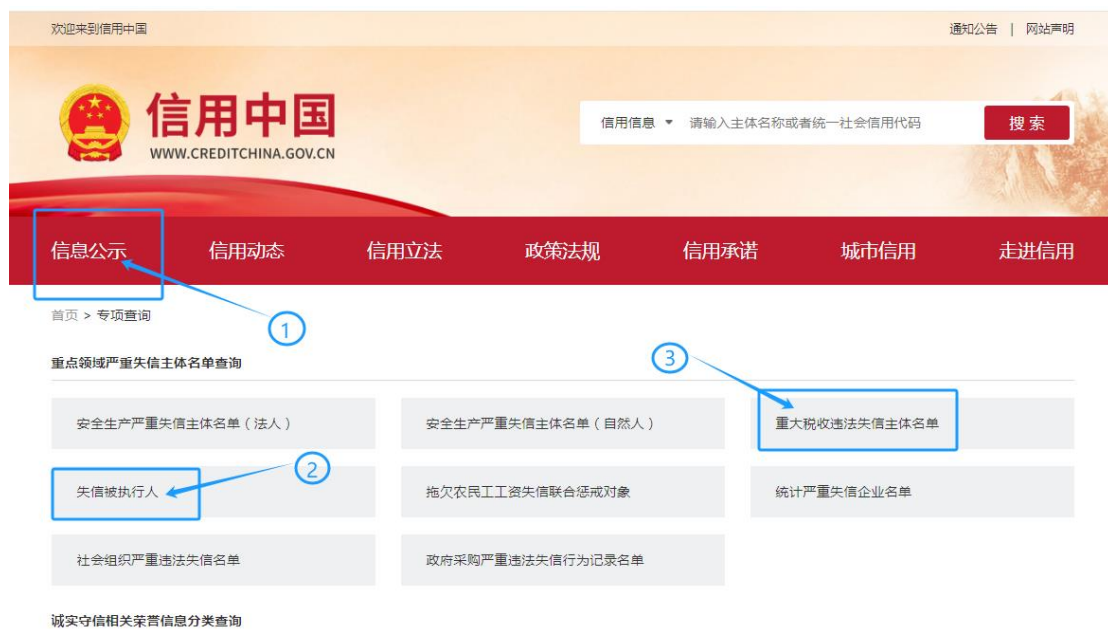 欢迎来到信用中国
通知公告 | 网站声明
信用中国
WWW.CREDITCHINA.GOV.CN
信用信息 请输入主体名称或者统一社会信用代码 搜索
信息公示 信用动态 信用立法 政策法规 信用承诺 城市信用 走进信用
首页 > 专项查询
1
重点领域严重失信主体名单查询
3
安全生产严重失信主体名单（法人） 安全生产严重失信主体名单（自然人） 重大税收违法失信主体名单
2
失信被执行人 拖欠农民工工资失信联合惩戒对象 统计严重失信企业名单
社会组织严重违法失信名单 政府采购严重违法失信行为记录名单
诚实守信相关荣誉信息分类查询